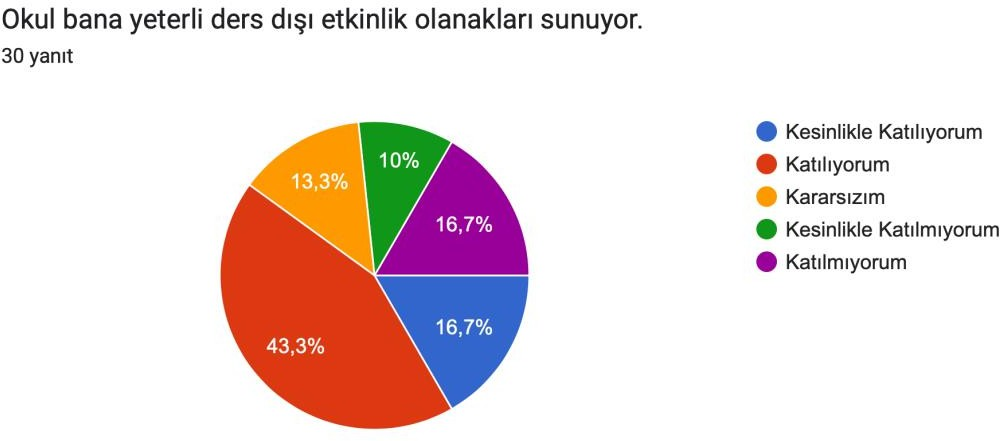 Okul bana yeterli ders dışı etkinlik olanakları sunuyor.
30 yanıt
10%
13,3%
16,7%
16,7%
43,3%
Kesinlikle Katılıyorum
Katılıyorum
Kararsızım
Kesinlikle Katılmıyorum
Katılmıyorum